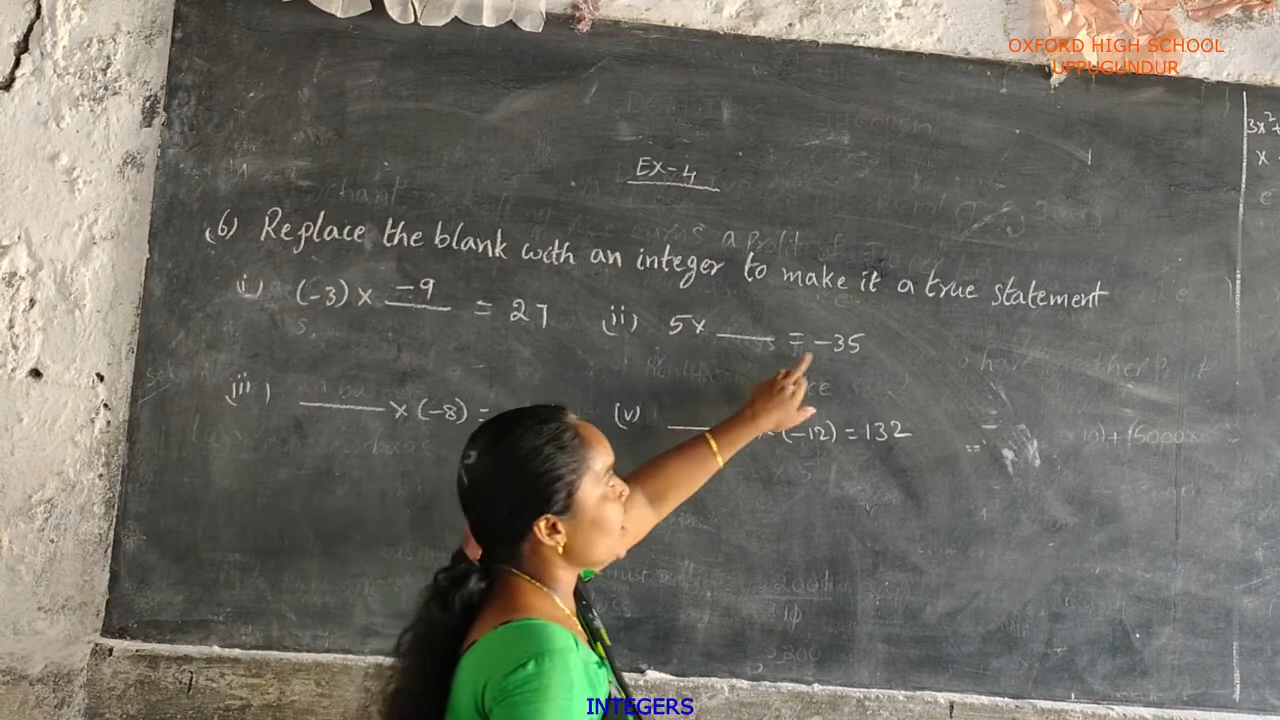 OXFORD HIGH SCHOOL
UPPUGUNDUR
EX-4
(6) Replace the blank with an integer to make it a true statement
(i) (-3) × -9 = 27 (ii) 5× ____ = -35
(iii) ____ × (-8) = (v) ____ × (-12) = 132
3x²+
x
e
INTEGERS